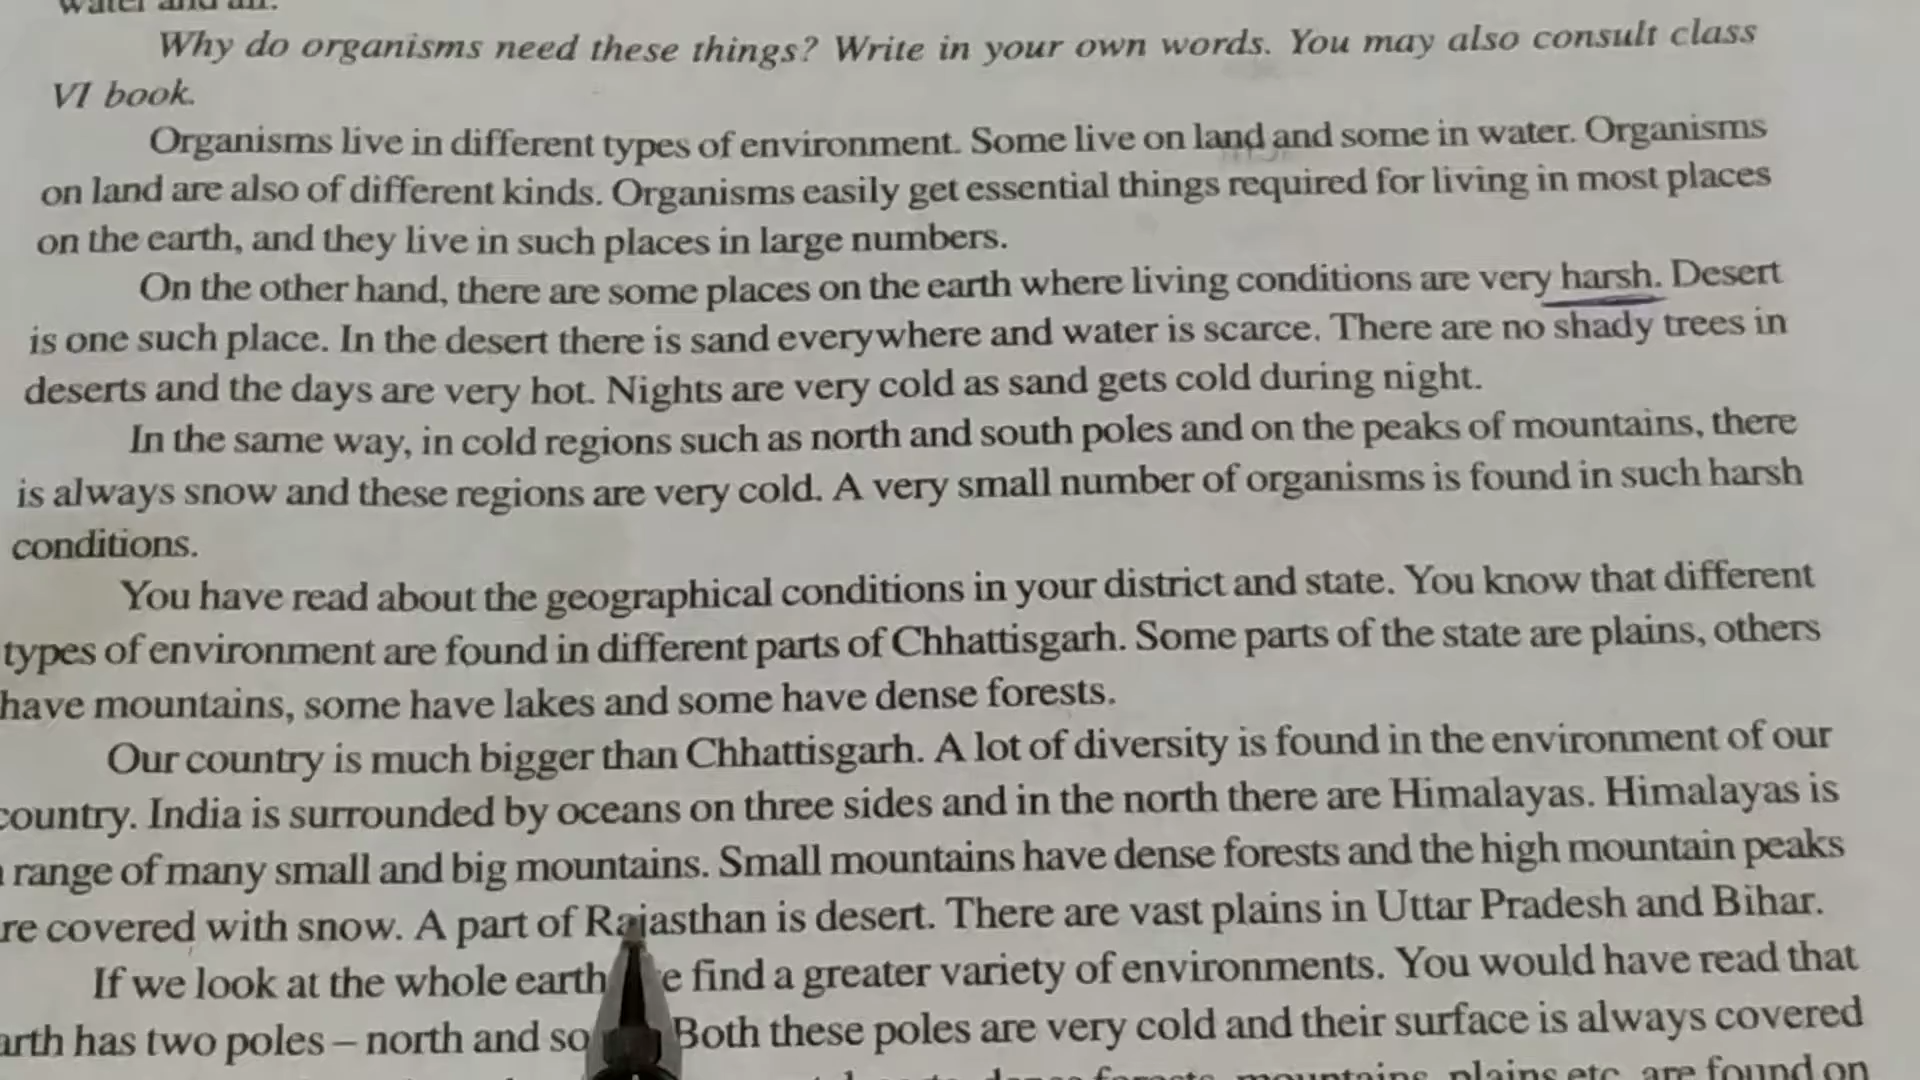 water and air.
Why do organisms need these things? Write in your own words. You may also consult class
VI book.
Organisms live in different types of environment. Some live on land and some in water. Organisms
on land are also of different kinds. Organisms easily get essential things required for living in most places
on the earth, and they live in such places in large numbers.
On the other hand, there are some places on the earth where living conditions are very harsh. Desert
is one such place. In the desert there is sand everywhere and water is scarce. There are no shady trees in
deserts and the days are very hot. Nights are very cold as sand gets cold during night.
In the same way, in cold regions such as north and south poles and on the peaks of mountains, there
is always snow and these regions are very cold. A very small number of organisms is found in such harsh
conditions.
You have read about the geographical conditions in your district and state. You know that different
types of environment are found in different parts of Chhattisgarh. Some parts of the state are plains, others
have mountains, some have lakes and some have dense forests.
Our country is much bigger than Chhattisgarh. A lot of diversity is found in the environment of our
country. India is surrounded by oceans on three sides and in the north there are Himalayas. Himalayas is
range of many small and big mountains. Small mountains have dense forests and the high mountain peaks
re covered with snow. A part of Rajasthan is desert. There are vast plains in Uttar Pradesh and Bihar.
If we look at the whole earth e find a greater variety of environments. You would have read that
arth has two poles – north and so Both these poles are very cold and their surface is always covered
dense forests, mountains, plains etc. are found on